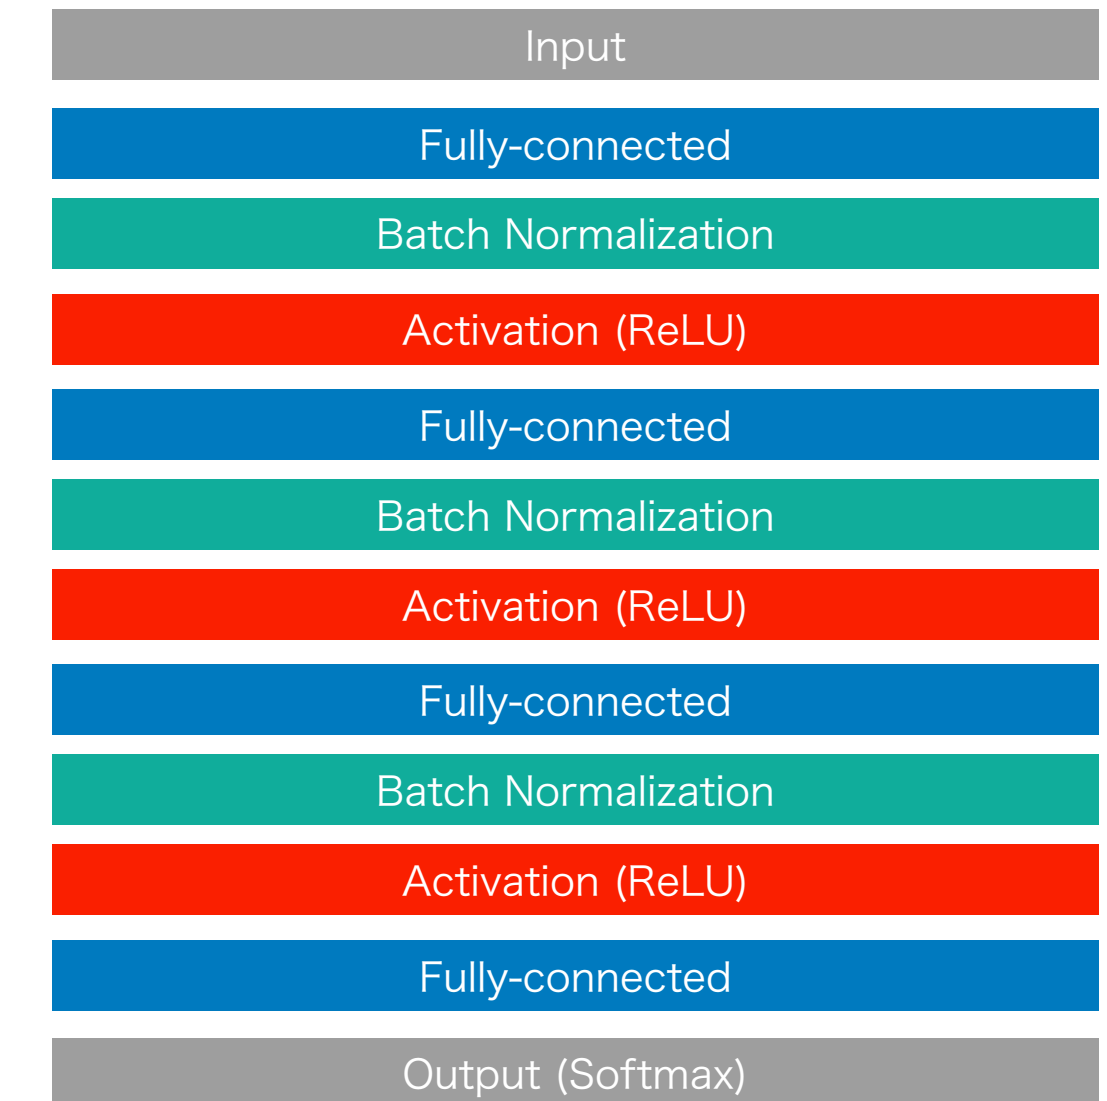 Input
Fully-connected
Batch Normalization
Activation (ReLU)
Fully-connected
Batch Normalization
Activation (ReLU)
Fully-connected
Batch Normalization
Activation (ReLU)
Fully-connected
Output (Softmax)